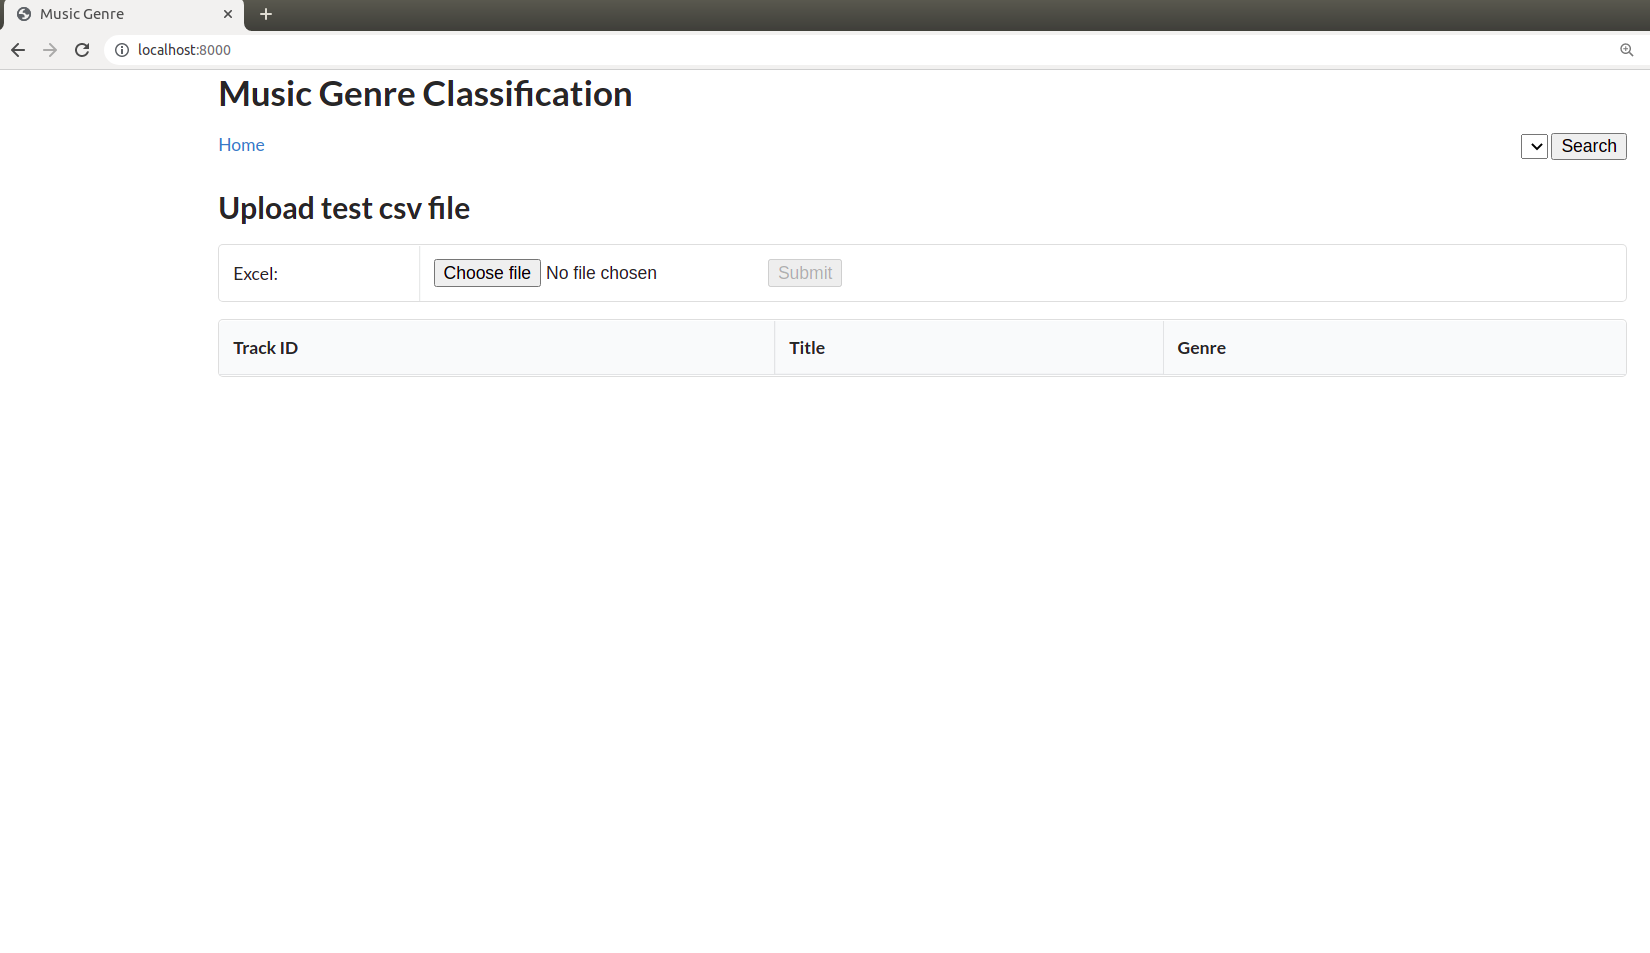 Music Genre
localhost:8000
Music Genre Classification
Home Search
Upload test csv file
Excel: Choose file No file chosen Submit
Track ID Title Genre